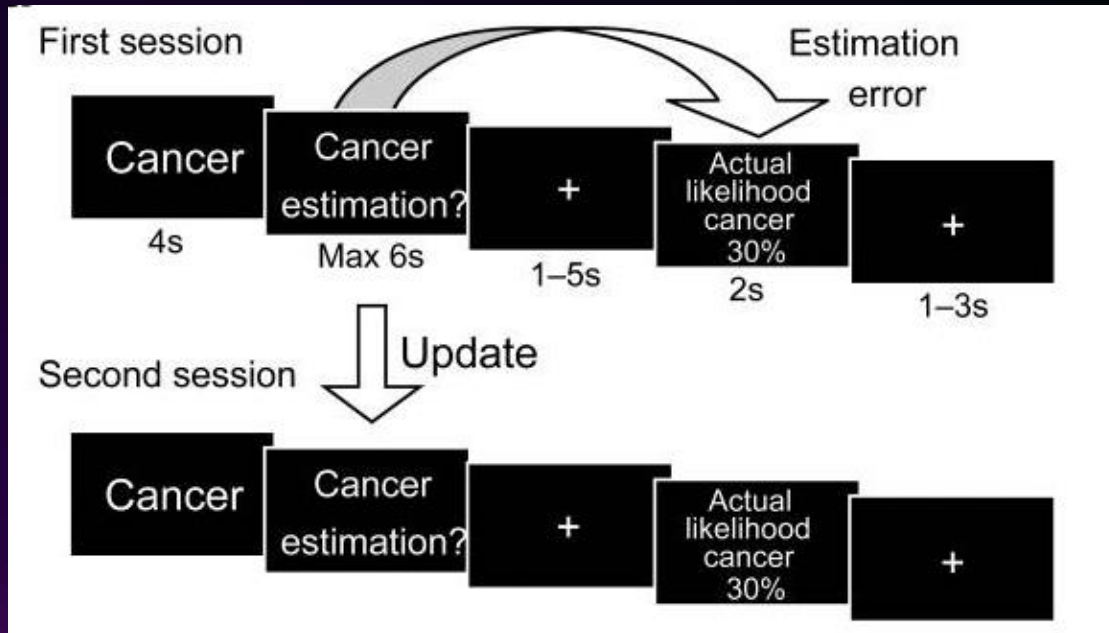 First session
Estimation
error
Cancer
Cancer
estimation?
+
Actual
likelihood
cancer
30%
+
4s
Max 6s
1–5s
2s
1–3s
Update
Second session
Cancer
Cancer
estimation?
+
Actual
likelihood
cancer
30%
+